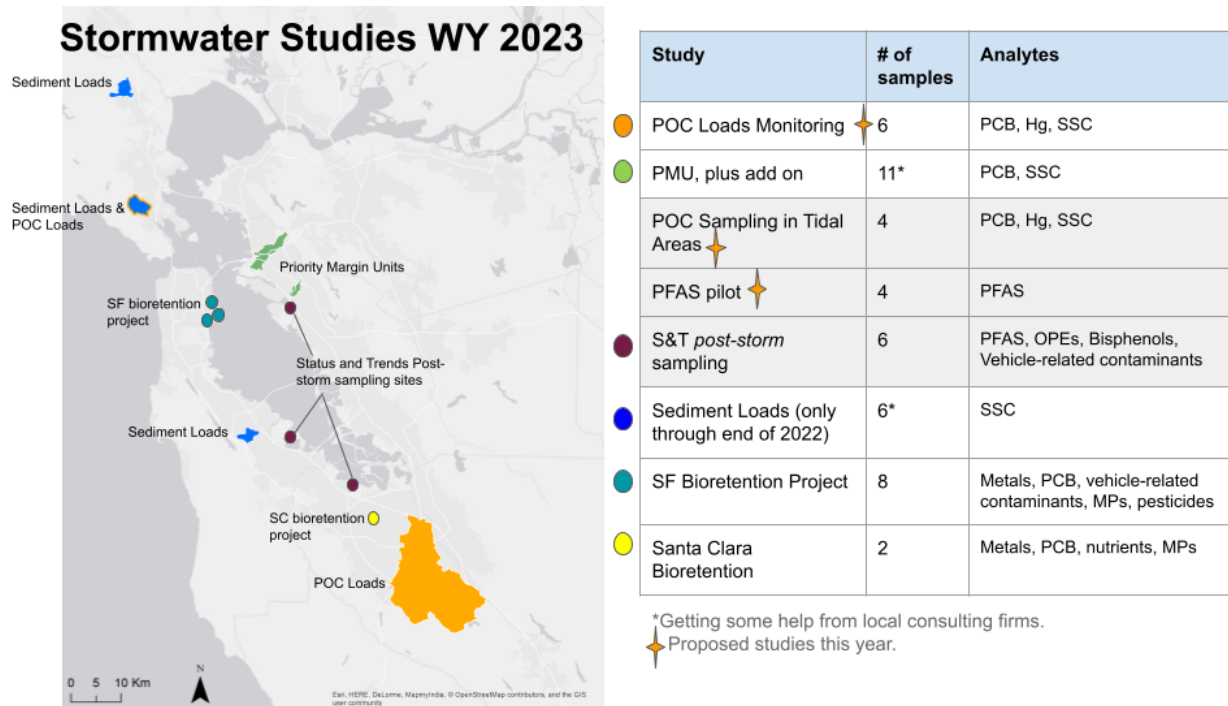 Stormwater Studies WY 2023
Sediment Loads
Sediment Loads &
POC Loads
Priority Margin Units
SF bioretention
project
Status and Trends Post-
storm sampling sites
Sediment Loads
SC bioretention
project
POC Loads
N
0 5 10 Km
Esri, HERE, DeLorme, MapmyIndia, © OpenStreetMap contributors, and the GIS
user community
Study # of samples Analytes
POC Loads Monitoring 6 PCB, Hg, SSC
PMU, plus add on 11* PCB, SSC
POC Sampling in Tidal 4 PCB, Hg, SSC
Areas
PFAS pilot 4 PFAS
S&T post-storm 6 PFAS, OPEs, Bisphenols,
sampling Vehicle-related contaminants
Sediment Loads (only 6* SSC
through end of 2022)
SF Bioretention Project 8 Metals, PCB, vehicle-related
contaminants, MPs, pesticides
Santa Clara 2 Metals, PCB, nutrients, MPs
Bioretention
*Getting some help from local consulting firms.
Proposed studies this year.